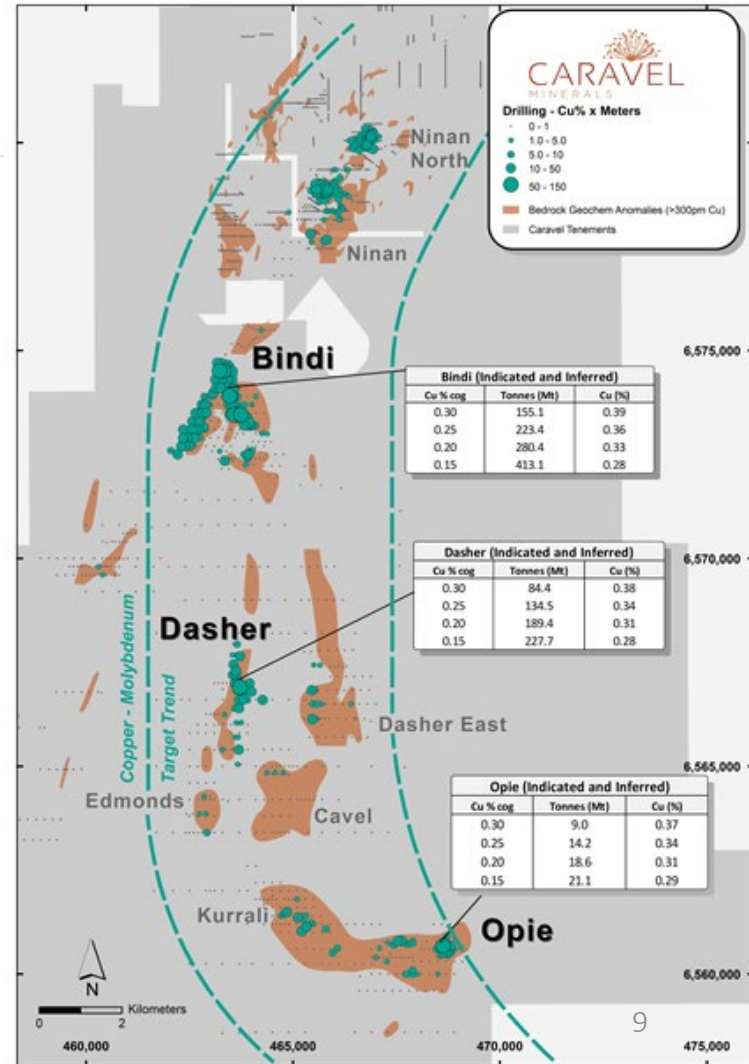 CARAVEL
MINERALS
Drilling - Cu% x Meters
0 - 1
1.0 - 5.0
5.0 - 10
10 - 50
50 - 150
Bedrock Geochem Anomalies (>300pm Cu)
Caravel Tenements
Ninan
North
Ninan
6,575,000
Bindi
Bindi (Indicated and Inferred)
Cu % cog Tonnes (Mt) Cu (%)
0.30 155.1 0.39
0.25 223.4 0.36
0.20 280.4 0.33
0.15 413.1 0.28
6,570,000
Dasher (Indicated and Inferred)
Cu % cog Tonnes (Mt) Cu (%)
0.30 84.4 0.38
0.25 134.5 0.34
0.20 189.4 0.31
0.15 227.7 0.28
Dasher
Copper - Molybdenum
Target Trend
Dasher East
6,565,000
Edmonds
Cavel
Opie (Indicated and Inferred)
Cu % cog Tonnes (Mt) Cu (%)
0.30 9.0 0.37
0.25 14.2 0.34
0.20 18.6 0.31
0.15 21.1 0.29
Kurrali
Opie
6,560,000
N
Kilometers
0 2
9
460,000 465,000 470,000 475,000